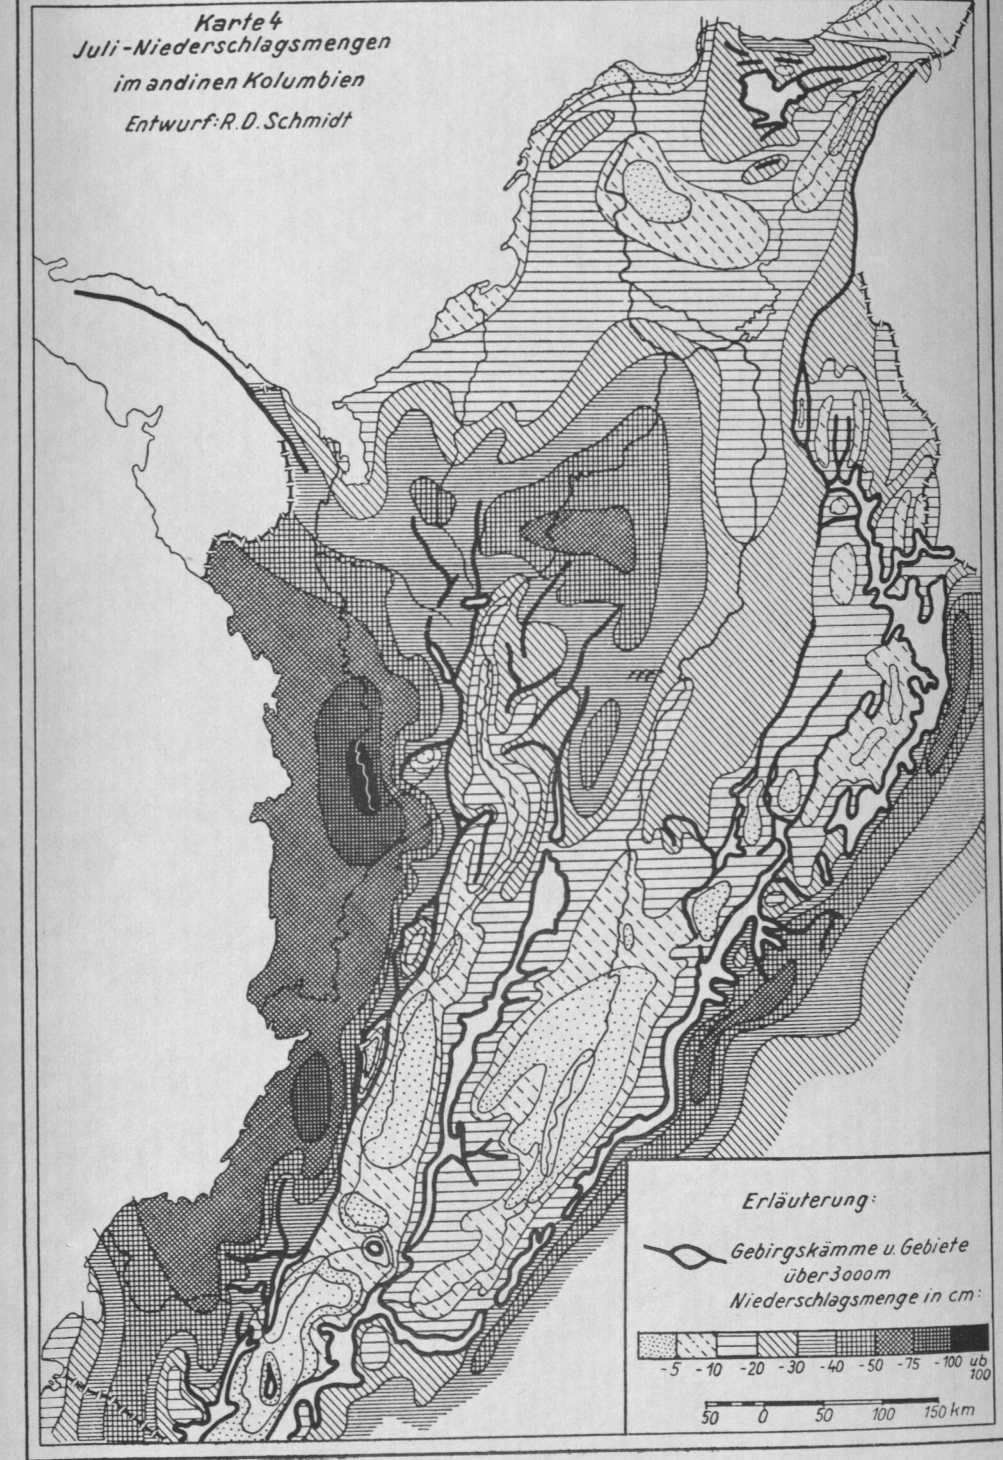 Karte 4
Juli-Niederschlagsmengen
im andinen Kolumbien
Entwurf: R. D. Schmidt
Erläuterung:
Gebirgskämme u. Gebiete
über 3000m
Niederschlagsmenge in cm:
-5 -10 -20 -30 -40 -50 -75 -100 üb 100
50 0 50 100 150 km